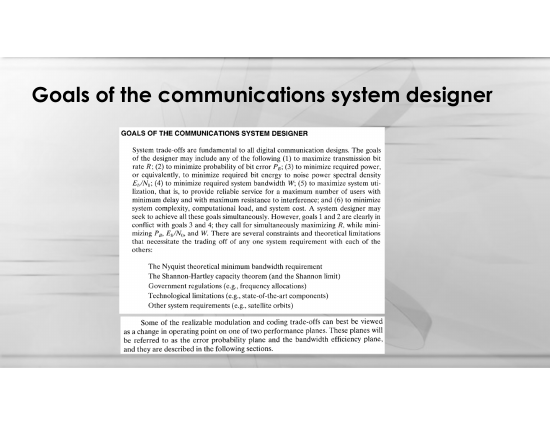 Goals of the communications system designer
GOALS OF THE COMMUNICATIONS SYSTEM DESIGNER
System trade-offs are fundamental to all digital communication designs. The goals
of the designer may include any of the following (1) to maximize transmission bit
rate R; (2) to minimize probability of bit error PB; (3) to minimize required power,
or equivalently, to minimize required bit energy to noise power spectral density
Eb/N0; (4) to minimize required system bandwidth W; (5) to maximize system uti-
lization, that is, to provide reliable service for a maximum number of users with
minimum delay and with maximum resistance to interference; and (6) to minimize
system complexity, computational load, and system cost. A system designer may
seek to achieve all these goals simultaneously. However, goals 1 and 2 are clearly in
conflict with goals 3 and 4; they call for simultaneously maximizing R, while mini-
mizing PB, Eb/N0, and W. There are several constraints and theoretical limitations
that necessitate the trading off of any one system requirement with each of the
others:
The Nyquist theoretical minimum bandwidth requirement
The Shannon-Hartley capacity theorem (and the Shannon limit)
Government regulations (e.g., frequency allocations)
Technological limitations (e.g., state-of-the-art components)
Other system requirements (e.g., satellite orbits)
Some of the realizable modulation and coding trade-offs can best be viewed
as a change in operating point on one of two performance planes. These planes will
be referred to as the error probability plane and the bandwidth efficiency plane,
and they are described in the following sections.